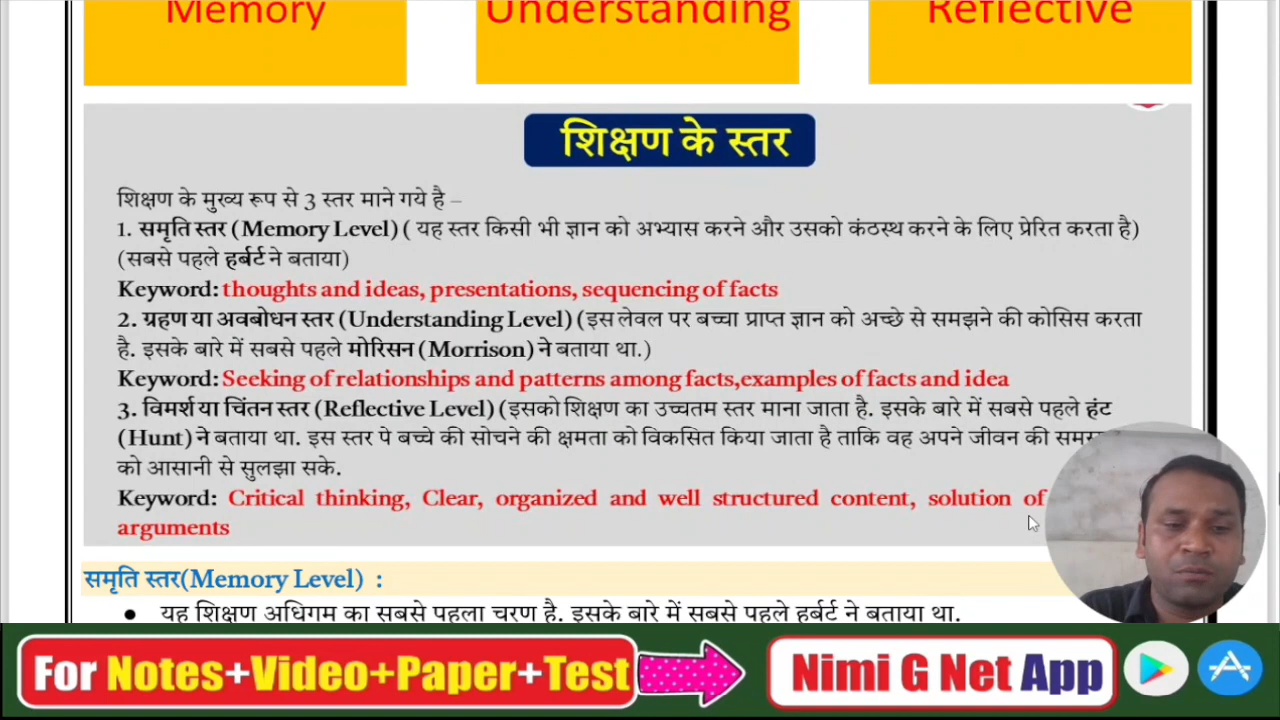 Memory
Understanding
Reflective
शिक्षण के स्तर
शिक्षण के मुख्य रूप से 3 स्तर माने गये है –
1. समृति स्तर (Memory Level) ( यह स्तर किसी भी ज्ञान को अभ्यास करने और उसको कंठस्थ करने के लिए प्रेरित करता है)
(सबसे पहले हर्बर्ट ने बताया)
Keyword: thoughts and ideas, presentations, sequencing of facts
2. ग्रहण या अवबोधन स्तर (Understanding Level) (इस लेवल पर बच्चा प्राप्त ज्ञान को अच्छे से समझने की कोसिस करता
है. इसके बारे में सबसे पहले मोरिसन (Morrison) ने बताया था.)
Keyword: Seeking of relationships and patterns among facts,examples of facts and idea
3. विमर्श या चिंतन स्तर (Reflective Level) (इसको शिक्षण का उच्चतम स्तर माना जाता है. इसके बारे में सबसे पहले हंट
(Hunt) ने बताया था. इस स्तर पे बच्चे की सोचने की क्षमता को विकसित किया जाता है ताकि वह अपने जीवन की
को आसानी से सुलझा सके.
Keyword: Critical thinking, Clear, organized and well structured content, solution of
arguments
समृति स्तर(Memory Level) :
• यह शिक्षण अधिगम का सबसे पहला चरण है. इसके बारे में सबसे पहले हर्बर्ट ने बताया था.
For Notes+Video+Paper+Test
Nimi G Net App